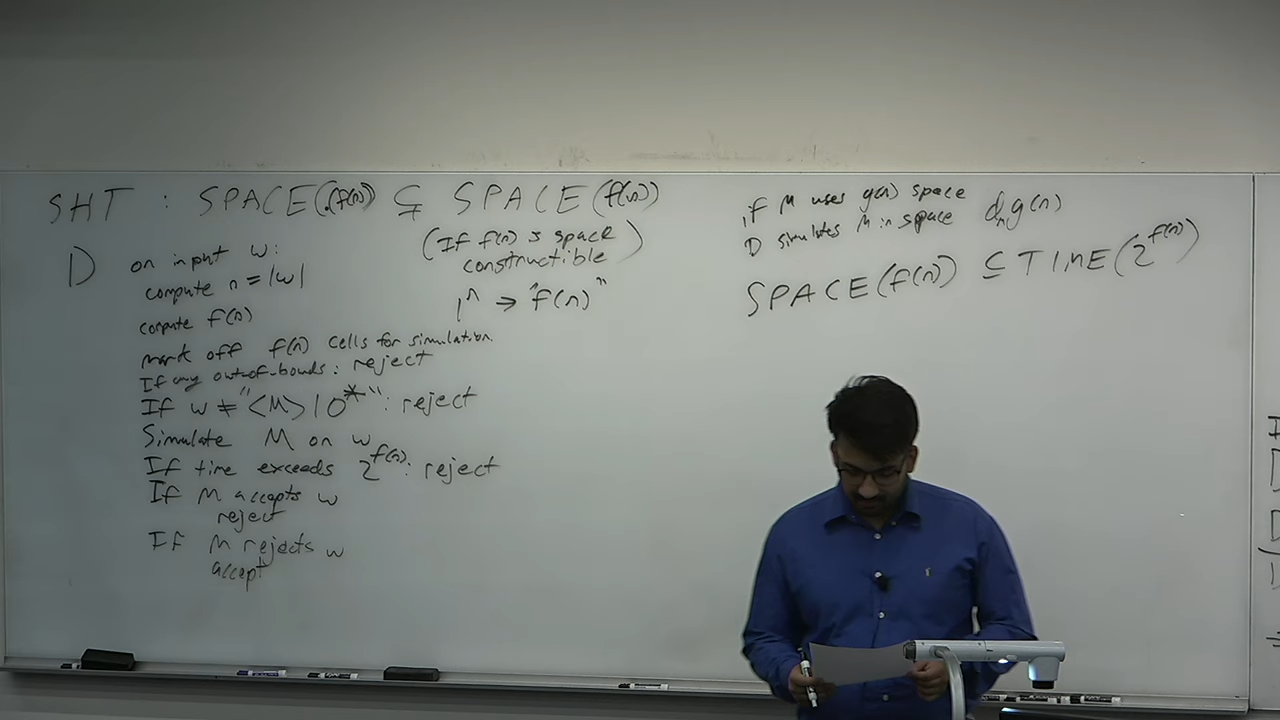 SHT : SPACE(o(f(n))) ⊊ SPACE(f(n))
(If f(n) is space
constructible)
1ⁿ → "f(n)"
D on input w:
compute n = |w|
compute f(n)
mark off f(n) cells for simulation.
If any out-of-bounds: reject
If w ≠ "<M>10*": reject
Simulate M on w
If time exceeds 2^f(n): reject
If M accepts w
reject
If M rejects w
accept
if M uses g(n) space
D simulates M in space dₘg(n)
SPACE(f(n)) ⊆ TIME(2^f(n))